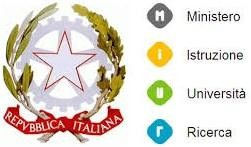 REPVBBLICA ITALIANA
M Ministero
i Istruzione
U Università
r Ricerca